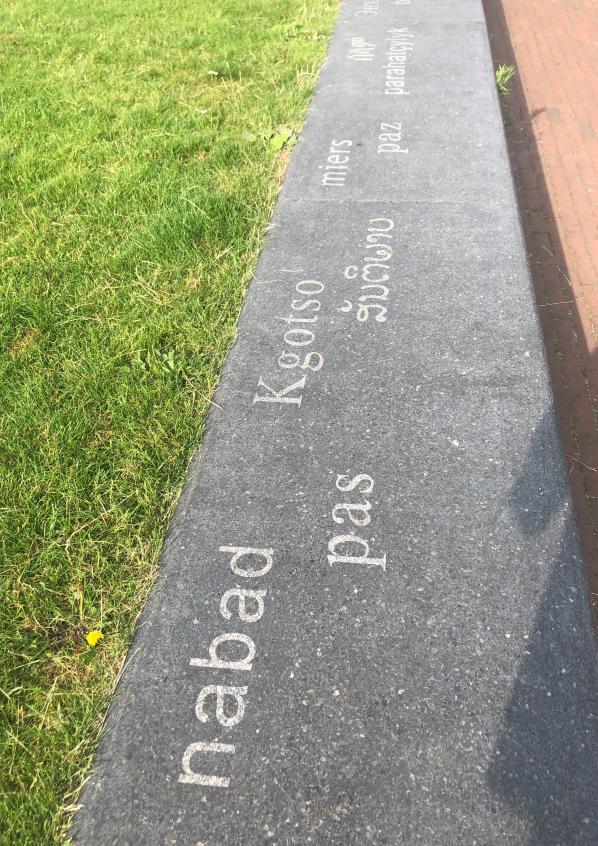 nabad
pas
Kgotso'
ສັນຕິພາບ
miers
paz
parahatçylyk